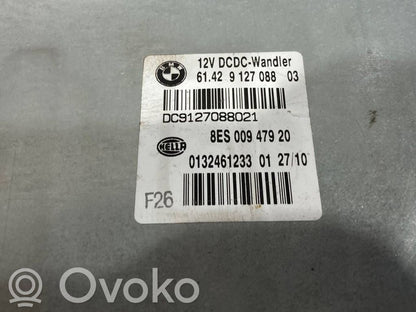 BMW
12V DCDC-Wandler
61.42 9 127 088 03
DC9127088021
HELLA
8ES 009 479 20
0132461233 01 27/10
F26
Ovoko